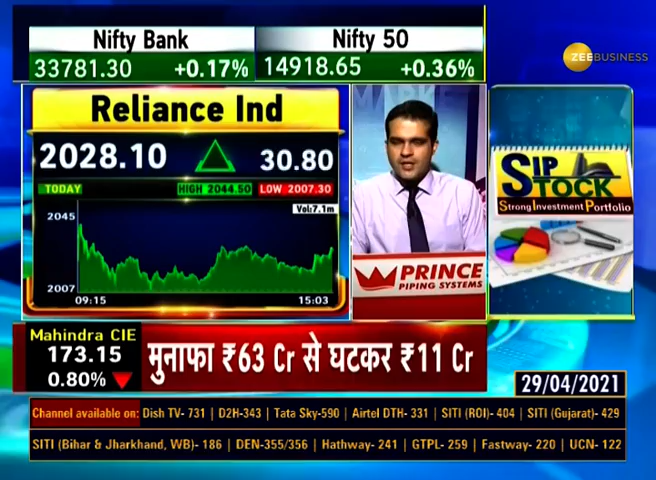 Nifty Bank
33781.30 +0.17%
Nifty 50
14918.65 +0.36%
ZEEBUSINESS
Reliance Ind
2028.10 30.80
TODAY HIGH 2044.50 LOW 2007.30
Vol:7.1m
2045
2007
09:15 15:03
PRINCE
PIPING SYSTEMS
SIP
STOCK
Strong Investment Portfolio
Mahindra CIE
173.15
0.80%
मुनाफा ₹63 Cr से घटकर ₹11 Cr
29/04/2021
Channel available on: Dish TV- 731 | D2H-343 | Tata Sky-590 | Airtel DTH- 331 | SITI (ROI)- 404 | SITI (Gujarat)- 429
SITI (Bihar & Jharkhand, WB)- 186 | DEN-355/356 | Hathway- 241 | GTPL- 259 | Fastway- 220 | UCN- 122